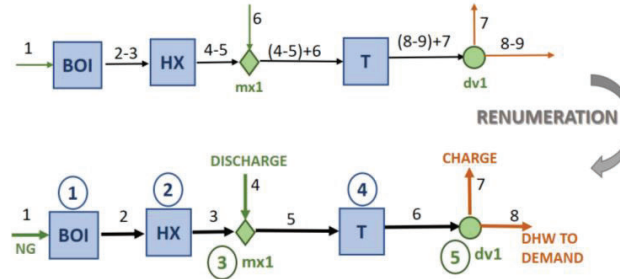 6
7
1
2-3
4-5
(4-5)+6
(8-9)+7
8-9
BOI
HX
T
mx1
dv1
RENUMERATION
DISCHARGE
CHARGE
1
2
4
4
7
1
2
3
5
6
8
NG
BOI
HX
T
3
mx1
5
dv1
DHW TO
DEMAND